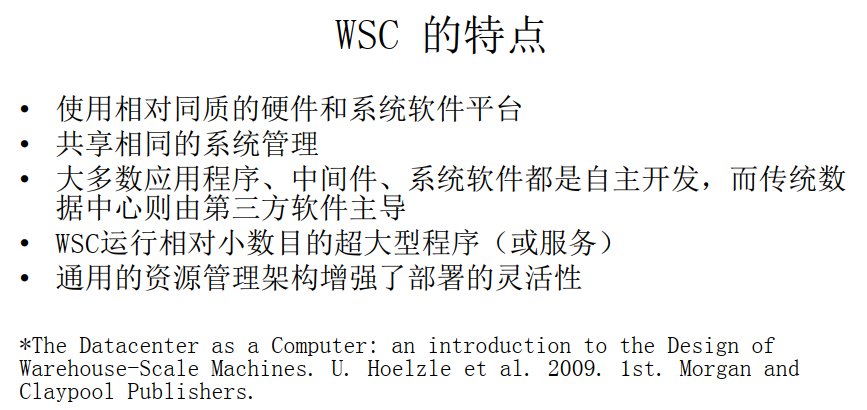 WSC 的特点
• 使用相对同质的硬件和系统软件平台
• 共享相同的系统管理
• 大多数应用程序、中间件、系统软件都是自主开发，而传统数
据中心则由第三方软件主导
• WSC运行相对小数目的超大型程序（或服务）
• 通用的资源管理架构增强了部署的灵活性
*The Datacenter as a Computer: an introduction to the Design of
Warehouse-Scale Machines. U. Hoelzle et al. 2009. 1st. Morgan and
Claypool Publishers.